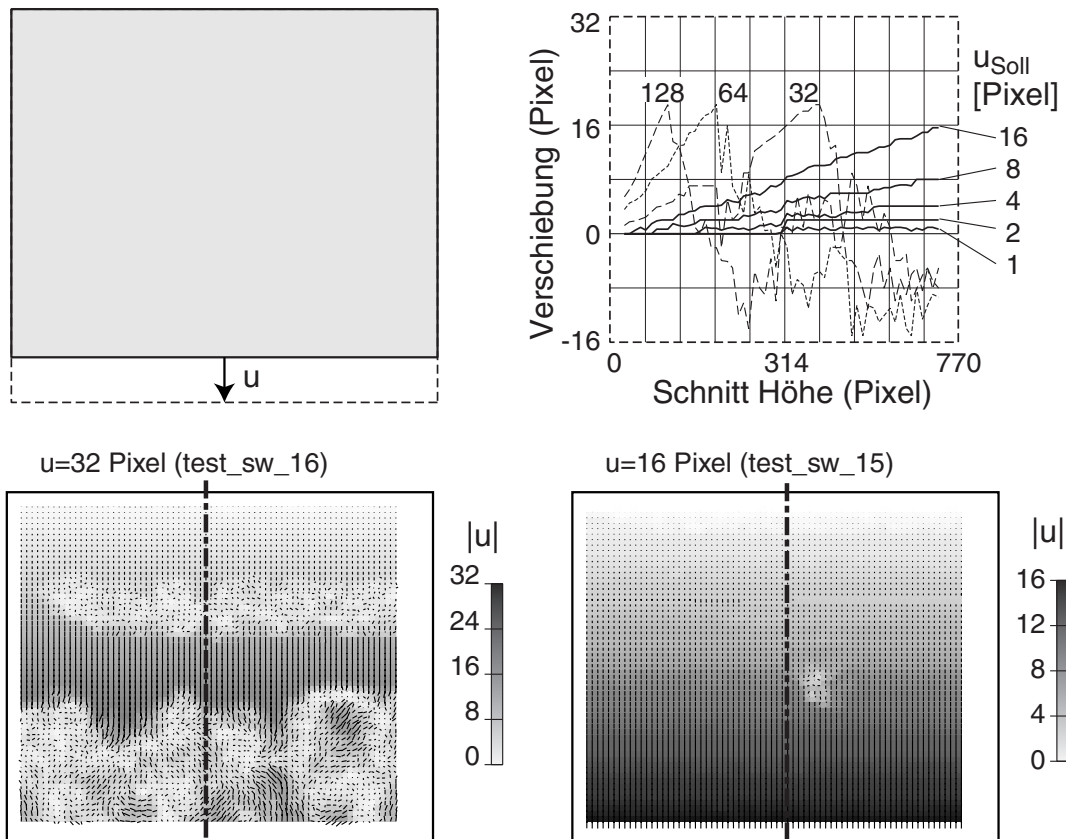 u
32
16
0
-16
Verschiebung (Pixel)
128
64
32
0
314
770
Schnitt Höhe (Pixel)
uSoll
[Pixel]
16
8
4
2
1
u=32 Pixel (test_sw_16)
|u|
32
24
16
8
0
u=16 Pixel (test_sw_15)
|u|
16
12
8
4
0